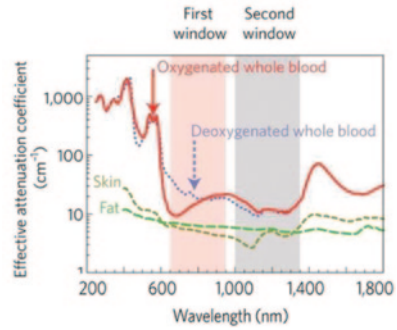 First
window
Second
window
Oxygenated whole blood
Deoxygenated whole blood
Skin
Fat
Effective attenuation coefficient
(cm⁻¹)
1,000
100
10
1
200
600
1,000
1,400
1,800
Wavelength (nm)